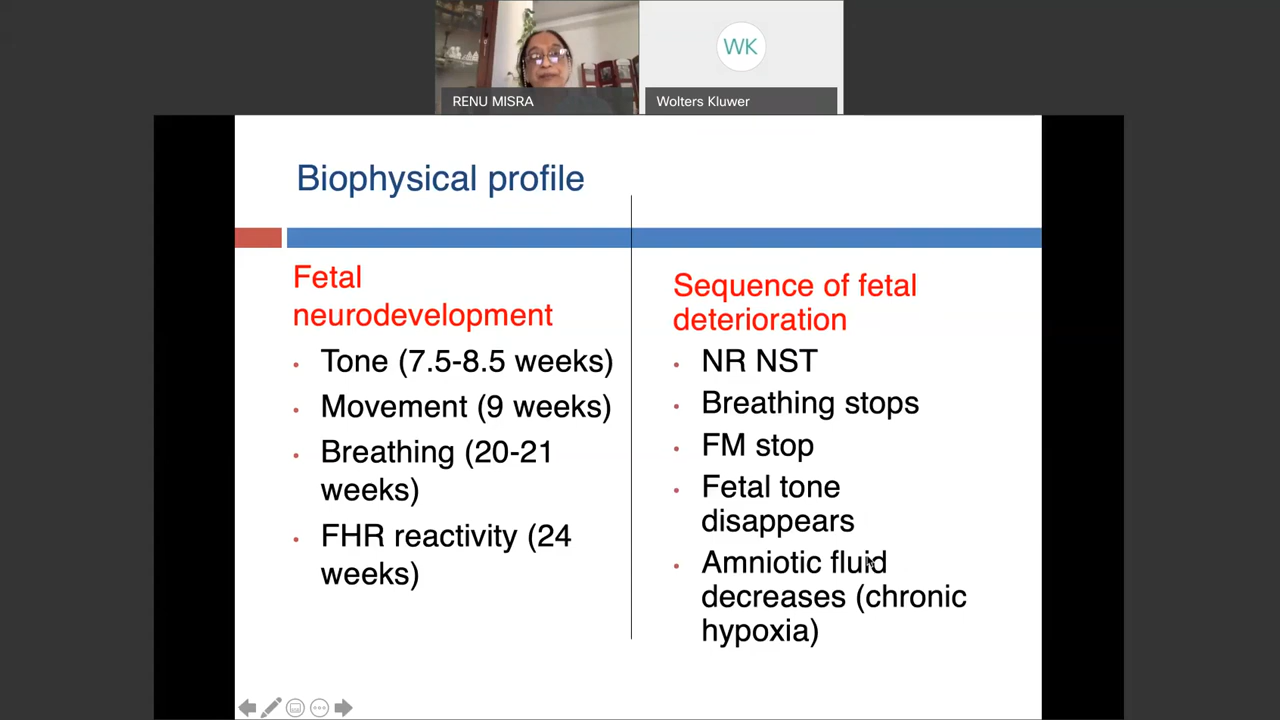 WK
RENU MISRA
Wolters Kluwer
Biophysical profile
Fetal
neurodevelopment
• Tone (7.5-8.5 weeks)
• Movement (9 weeks)
• Breathing (20-21
weeks)
• FHR reactivity (24
weeks)
Sequence of fetal
deterioration
• NR NST
• Breathing stops
• FM stop
• Fetal tone
disappears
• Amniotic fluid
decreases (chronic
hypoxia)